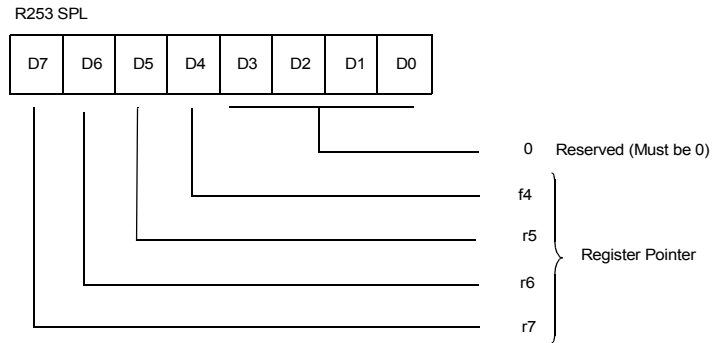 R253 SPL
D7 D6 D5 D4 D3 D2 D1 D0
0 Reserved (Must be 0)
f4
r5
Register Pointer
r6
r7